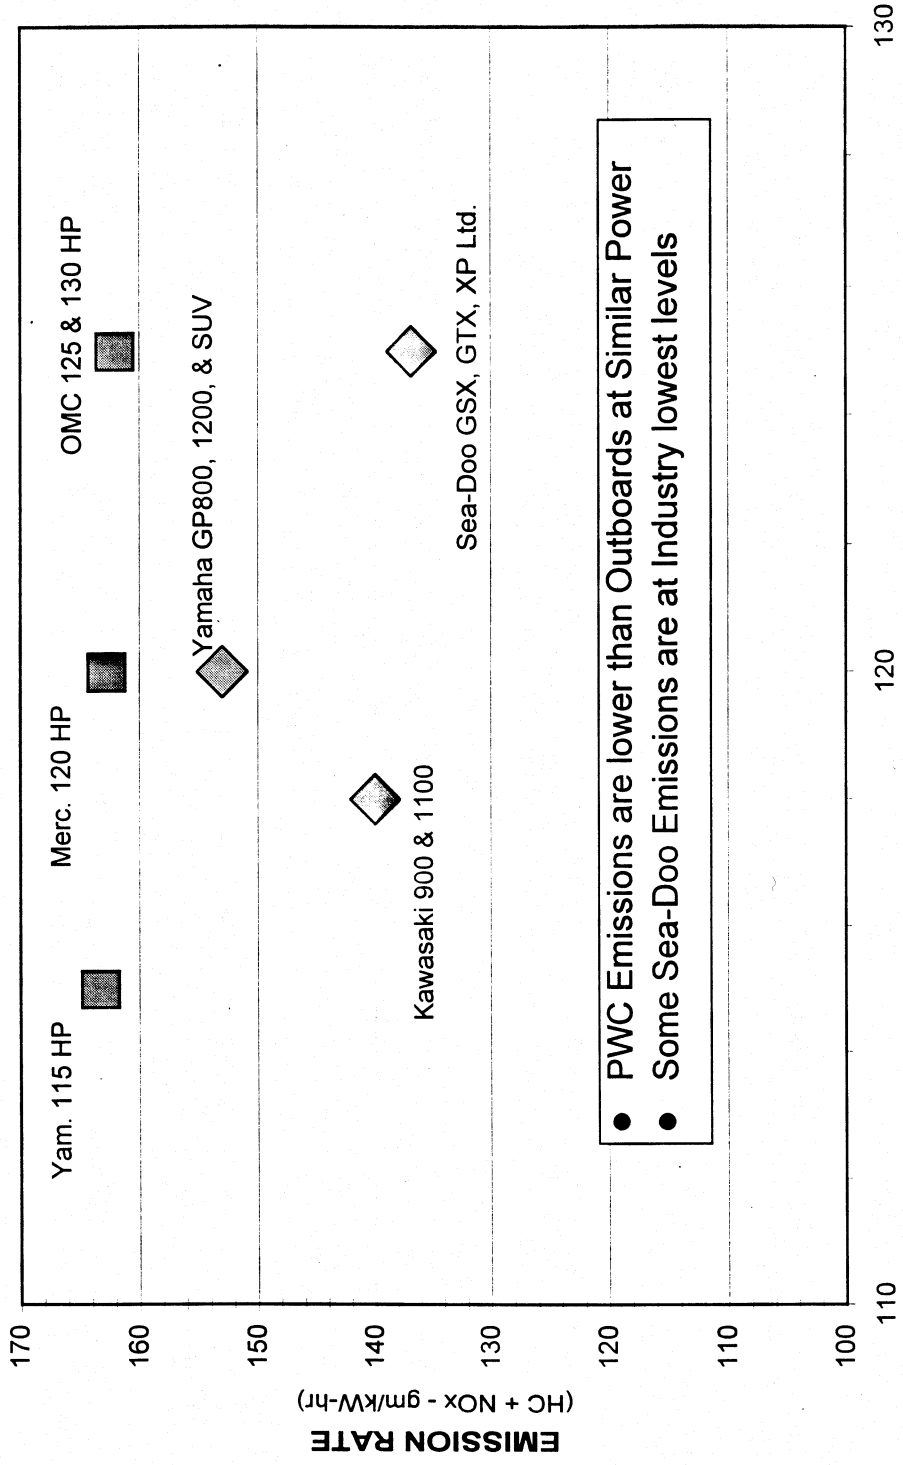 EMISSION RATE
(HC + NOx - gm/kW-hr)
170
160
150
140
130
120
110
100
Yam. 115 HP
Merc. 120 HP
OMC 125 & 130 HP
Yamaha GP800, 1200, & SUV
Kawasaki 900 & 1100
Sea-Doo GSX, GTX, XP Ltd.
● PWC Emissions are lower than Outboards at Similar Power
● Some Sea-Doo Emissions are at Industry lowest levels
110
120
130